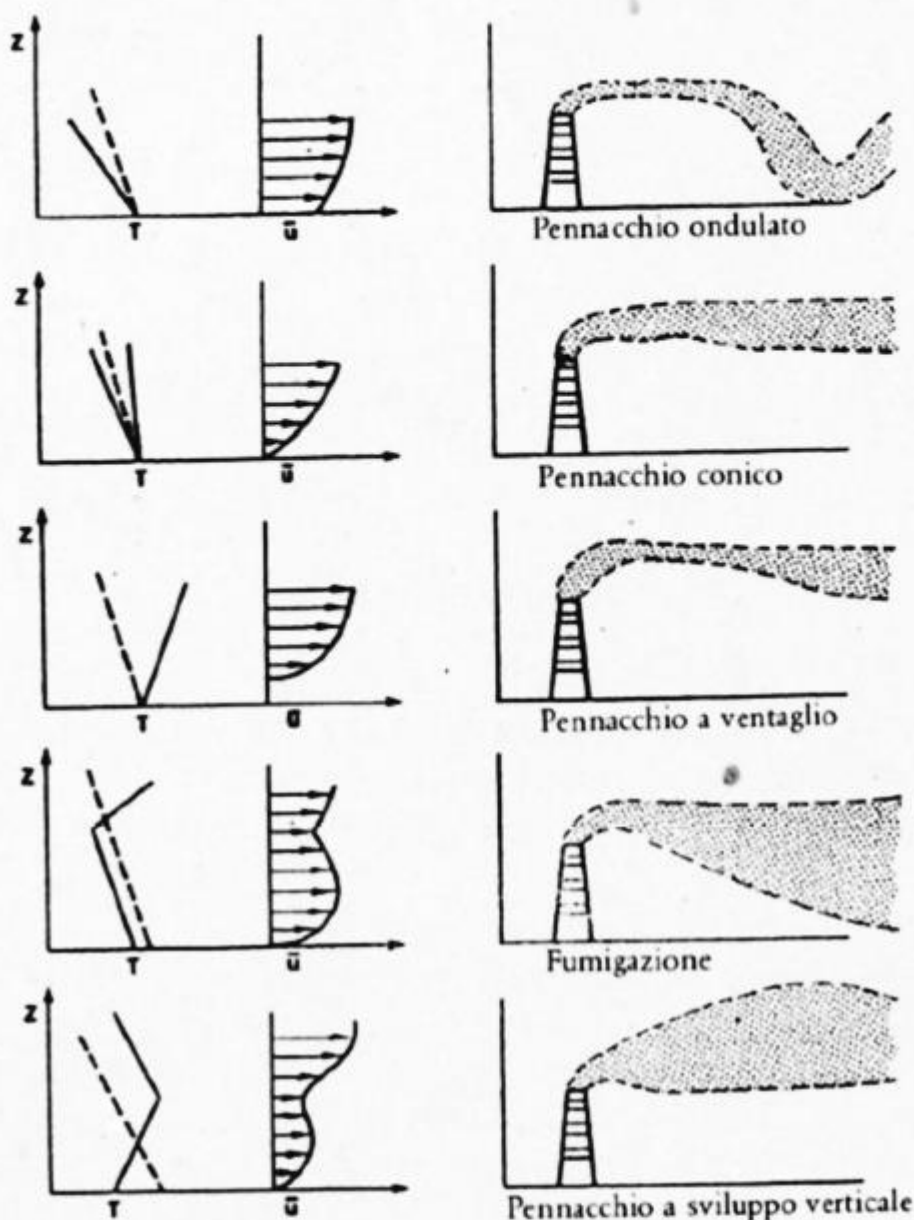 Z
T
ū
Pennacchio ondulato
Z
T
ū
Pennacchio conico
Z
T
ū
Pennacchio a ventaglio
Z
T
ū
Fumigazione
Z
T
ū
Pennacchio a sviluppo verticale